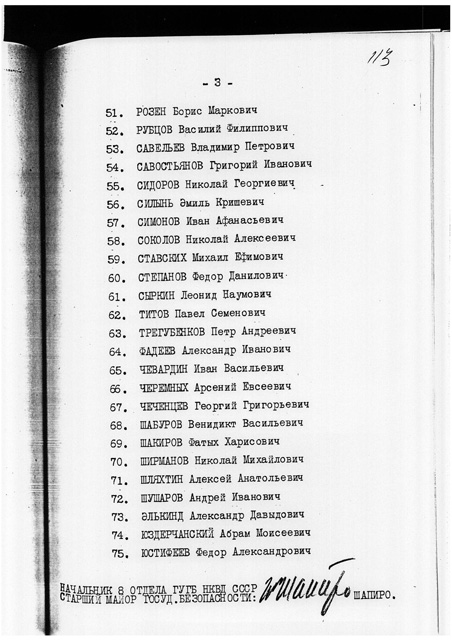 113
- 3 -
51. РОЗЕН Борис Маркович
52. РУБЦОВ Василий Филиппович
53. САВЕЛЬЕВ Владимир Петрович
54. САВОСТЬЯНОВ Григорий Иванович
55. СИДОРОВ Николай Георгиевич
56. СИЛЫНЬ Эмиль Кришевич
57. СИМОНОВ Иван Афанасьевич
58. СОКОЛОВ Николай Алексеевич
59. СТАВСКИХ Михаил Ефимович
60. СТЕПАНОВ Федор Данилович
61. СЫРКИН Леонид Наумович
62. ТИТОВ Павел Семенович
63. ТРЕГУБЕНКОВ Петр Андреевич
64. ФАДЕЕВ Александр Иванович
65. ЧЕВАРДИН Иван Васильевич
66. ЧЕРЕМНЫХ Арсений Евсеевич
67. ЧЕЧЕНЦЕВ Георгий Григорьевич
68. ШАБУРОВ Венидикт Васильевич
69. ШАКИРОВ Фатых Харисович
70. ШИРМАНОВ Николай Михайлович
71. ШЛЯХТИН Алексей Анатольевич
72. ШУШАРОВ Андрей Иванович
73. ЭЛЬКИНД Александр Давыдович
74. ЮЗДЕРЧАНСКИЙ Абрам Моисеевич
75. ЮСТИФЕЕВ Федор Александрович
НАЧАЛЬНИК 8 ОТДЕЛА ГУГБ НКВД СССР
СТАРШИЙ МАЙОР ГОСУД.БЕЗОПАСНОСТИ: Шапиро ШАПИРО.